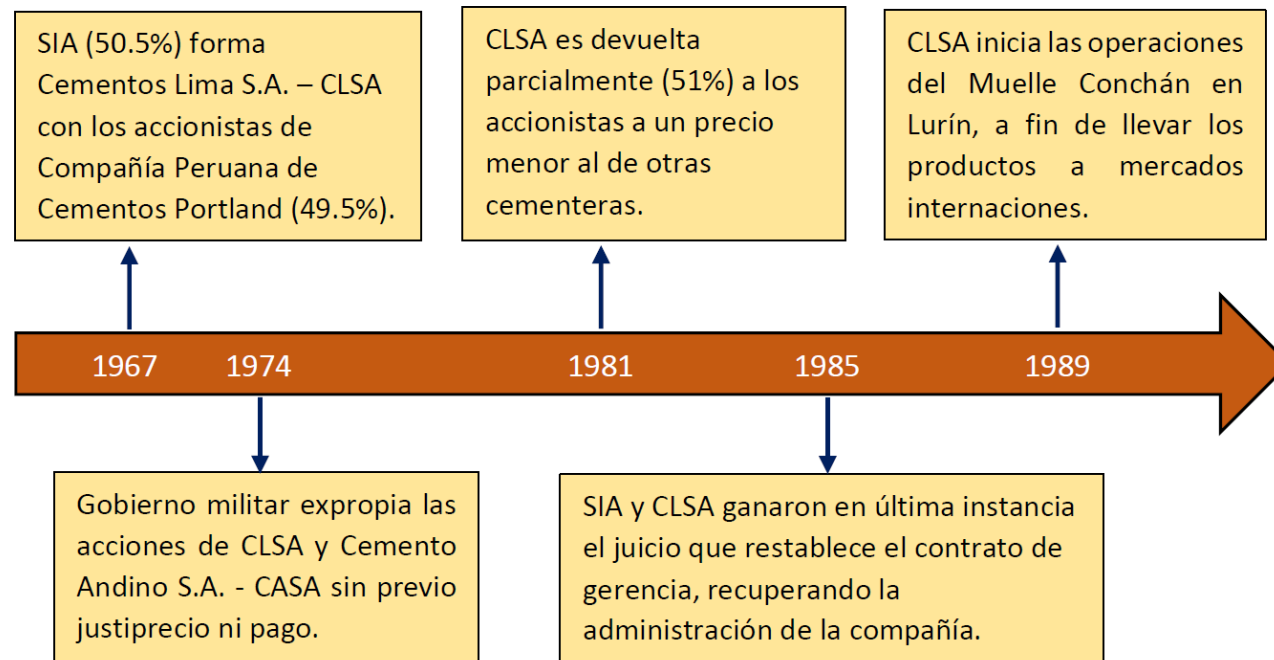 SIA (50.5%) forma
Cementos Lima S.A. – CLSA
con los accionistas de
Compañía Peruana de
Cementos Portland (49.5%).
CLSA es devuelta
parcialmente (51%) a los
accionistas a un precio
menor al de otras
cementeras.
CLSA inicia las operaciones
del Muelle Conchán en
Lurín, a fin de llevar los
productos a mercados
internaciones.
1967 1974 1981 1985 1989
Gobierno militar expropia las
acciones de CLSA y Cemento
Andino S.A. - CASA sin previo
justiprecio ni pago.
SIA y CLSA ganaron en última instancia
el juicio que restablece el contrato de
gerencia, recuperando la
administración de la compañía.